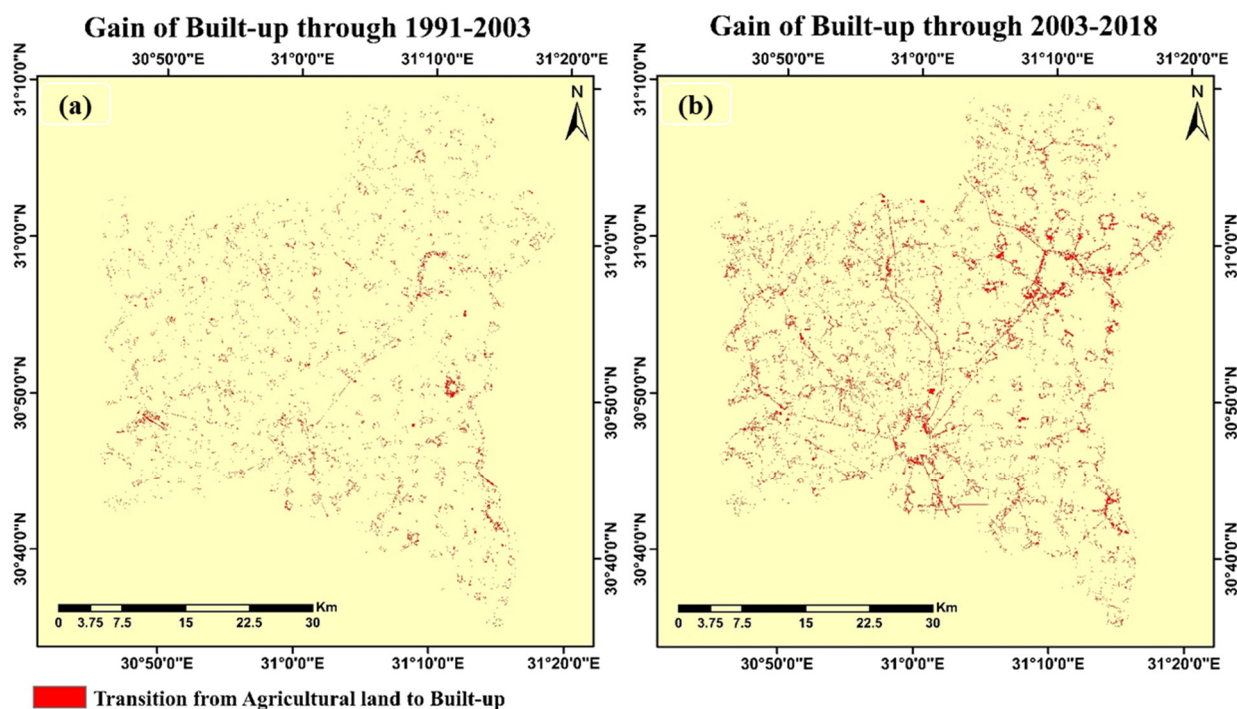 Gain of Built-up through 1991-2003
Gain of Built-up through 2003-2018
30°50'0"E 31°0'0"E 31°10'0"E 31°20'0"E
30°50'0"E 31°0'0"E 31°10'0"E 31°20'0"E
(a)
N
(b)
N
31°10'0"N
31°0'0"N
30°50'0"N
30°40'0"N
31°0'0"N
30°50'0"N
30°40'0"N
31°10'0"N
31°0'0"N
30°50'0"N
30°40'0"N
31°0'0"N
30°50'0"N
30°40'0"N
Km
0 3.75 7.5 15 22.5 30
Km
0 3.75 7.5 15 22.5 30
30°50'0"E 31°0'0"E 31°10'0"E 31°20'0"E
30°50'0"E 31°0'0"E 31°10'0"E 31°20'0"E
Transition from Agricultural land to Built-up